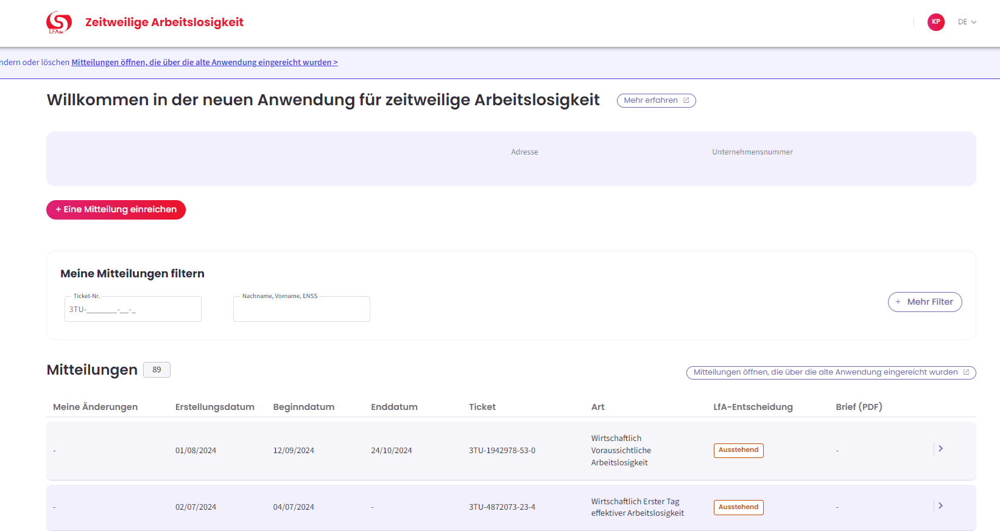 LFA.be
Zeitweilige Arbeitslosigkeit
KP
DE
ndern oder löschen Mitteilungen öffnen, die über die alte Anwendung eingereicht wurden >
Willkommen in der neuen Anwendung für zeitweilige Arbeitslosigkeit
Mehr erfahren
Adresse
Unternehmensnummer
+ Eine Mitteilung einreichen
Meine Mitteilungen filtern
Ticket-Nr.
Nachname, Vorname, ENSS
3TU-_______-__-_
+ Mehr Filter
Mitteilungen 89
Mitteilungen öffnen, die über die alte Anwendung eingereicht wurden
Meine Änderungen Erstellungsdatum Beginndatum Enddatum Ticket Art LfA-Entscheidung Brief (PDF)
- 01/08/2024 12/09/2024 24/10/2024 3TU-1942978-53-0
Wirtschaftlich
Voraussichtliche
Arbeitslosigkeit
Ausstehend -
- 02/07/2024 04/07/2024 - 3TU-4872073-23-4
Wirtschaftlich Erster Tag
effektiver Arbeitslosigkeit
Ausstehend -